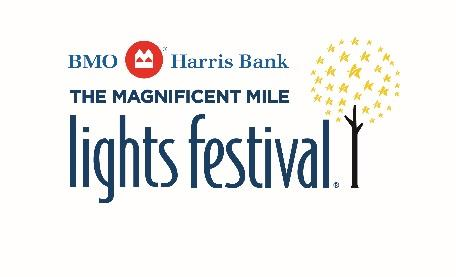 BMO Harris Bank
THE MAGNIFICENT MILE
lights festival®